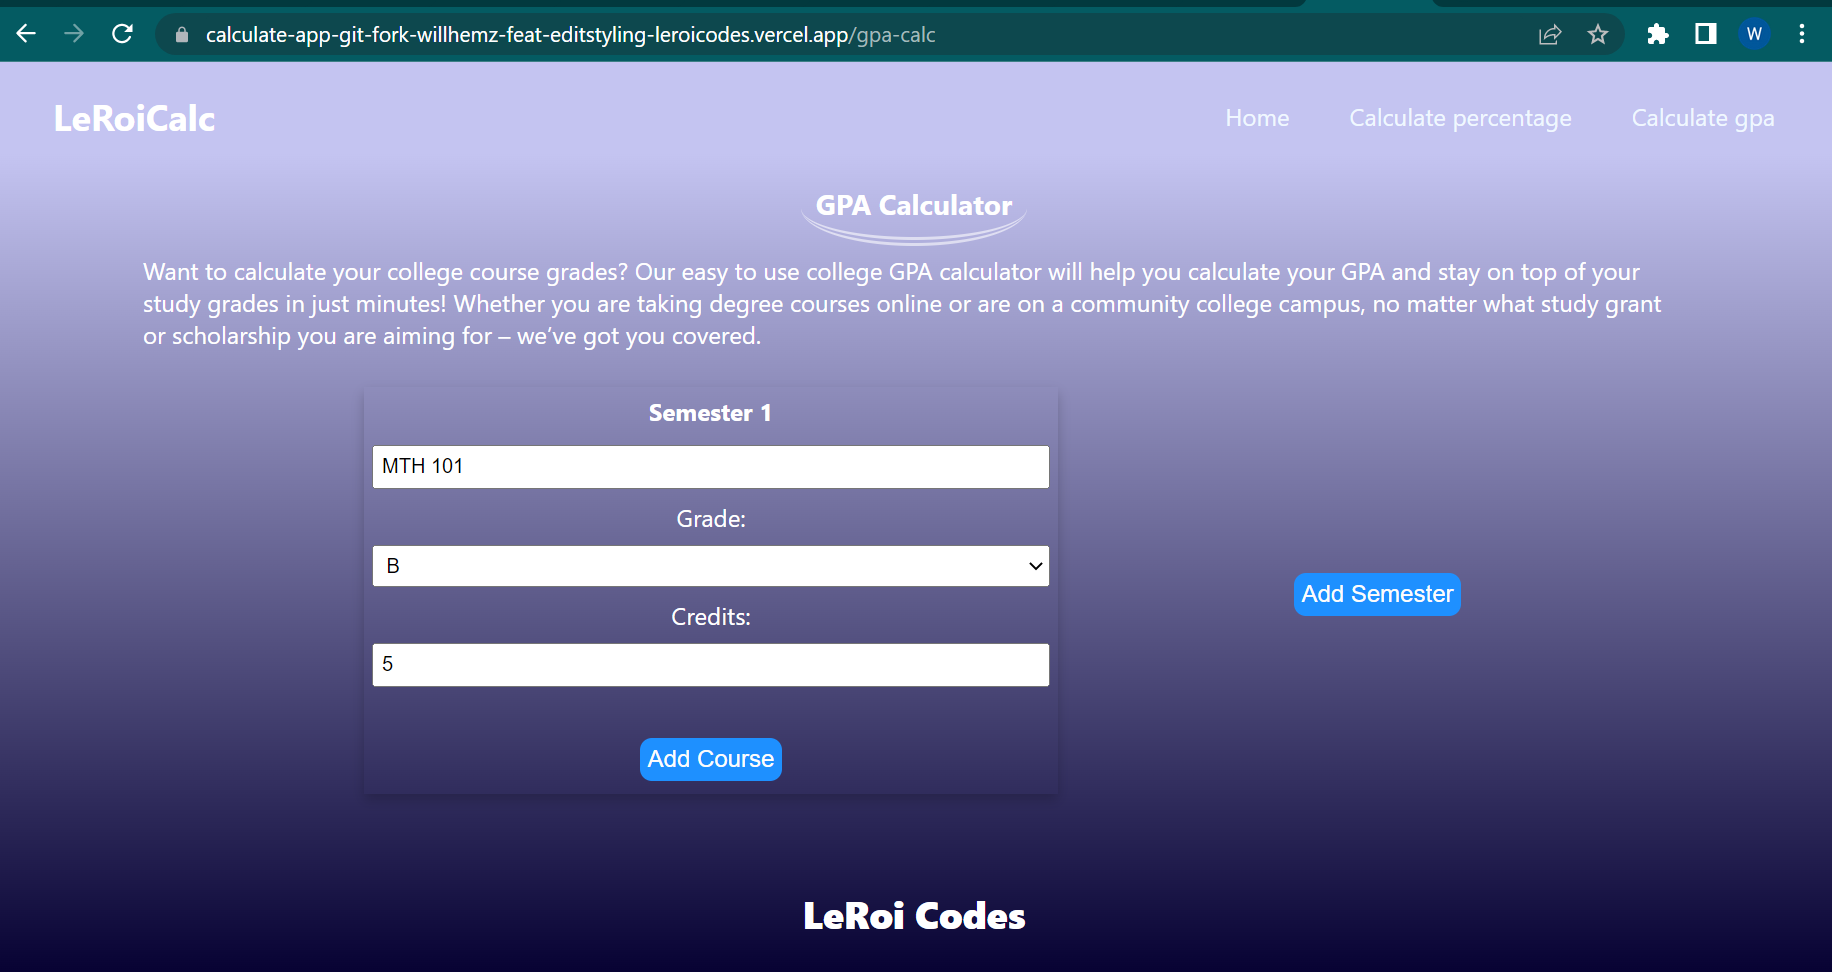 calculate-app-git-fork-willhemz-feat-editstyling-leroicodes.vercel.app/gpa-calc
W
LeRoiCalc
Home
Calculate percentage
Calculate gpa
GPA Calculator
Want to calculate your college course grades? Our easy to use college GPA calculator will help you calculate your GPA and stay on top of your
study grades in just minutes! Whether you are taking degree courses online or are on a community college campus, no matter what study grant
or scholarship you are aiming for – we’ve got you covered.
Semester 1
MTH 101
Grade:
B
Credits:
5
Add Course
Add Semester
LeRoi Codes